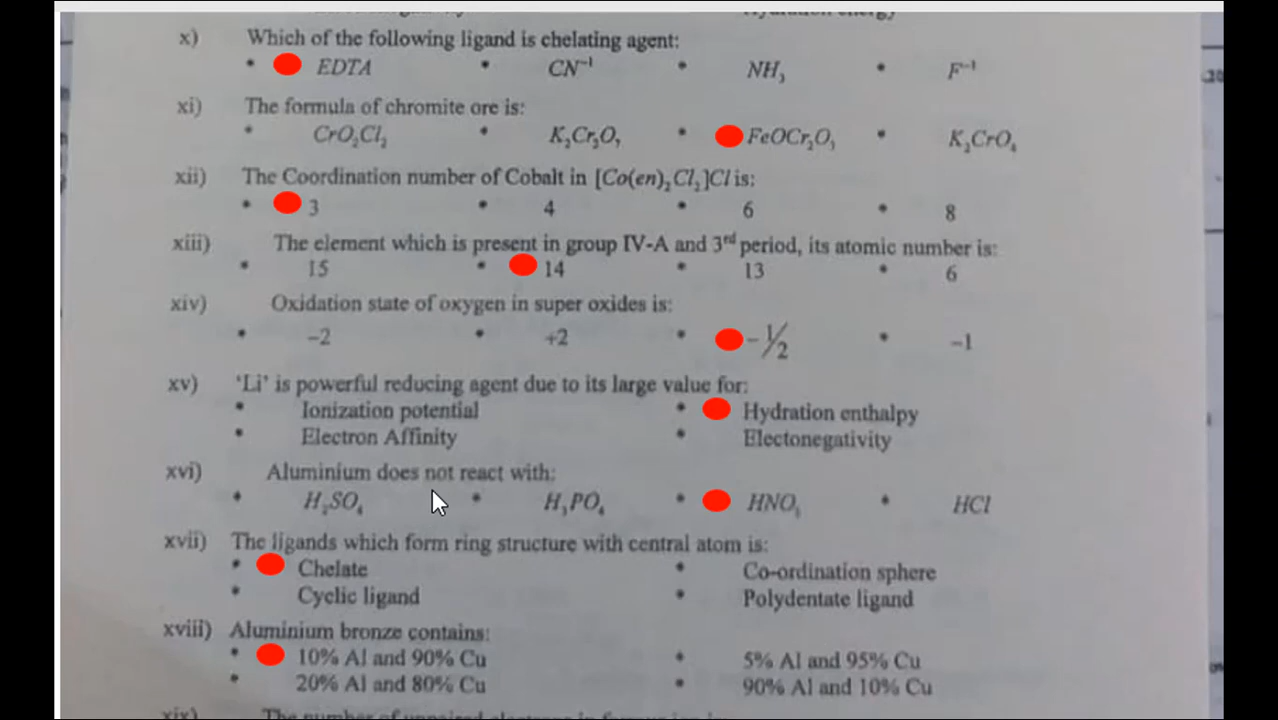 x) Which of the following ligand is chelating agent:
• EDTA • CN⁻¹ • NH₃ • F⁻¹
xi) The formula of chromite ore is:
• CrO₂Cl₂ • K₂Cr₂O₇ • FeOCr₂O₃ • K₂CrO₄
xii) The Coordination number of Cobalt in [Co(en)₂Cl₂]Cl is:
• 3 • 4 • 6 • 8
xiii) The element which is present in group IV-A and 3rd period, its atomic number is:
• 15 • 14 • 13 • 6
xiv) Oxidation state of oxygen in super oxides is:
• −2 • +2 • −1/2 • −1
xv) 'Li' is powerful reducing agent due to its large value for:
• Ionization potential • Hydration enthalpy
• Electron Affinity • Electonegativity
xvi) Aluminium does not react with:
• H₂SO₄ • H₃PO₄ • HNO₃ • HCl
xvii) The ligands which form ring structure with central atom is:
• Chelate • Co-ordination sphere
• Cyclic ligand • Polydentate ligand
xviii) Aluminium bronze contains:
• 10% Al and 90% Cu • 5% Al and 95% Cu
• 20% Al and 80% Cu • 90% Al and 10% Cu